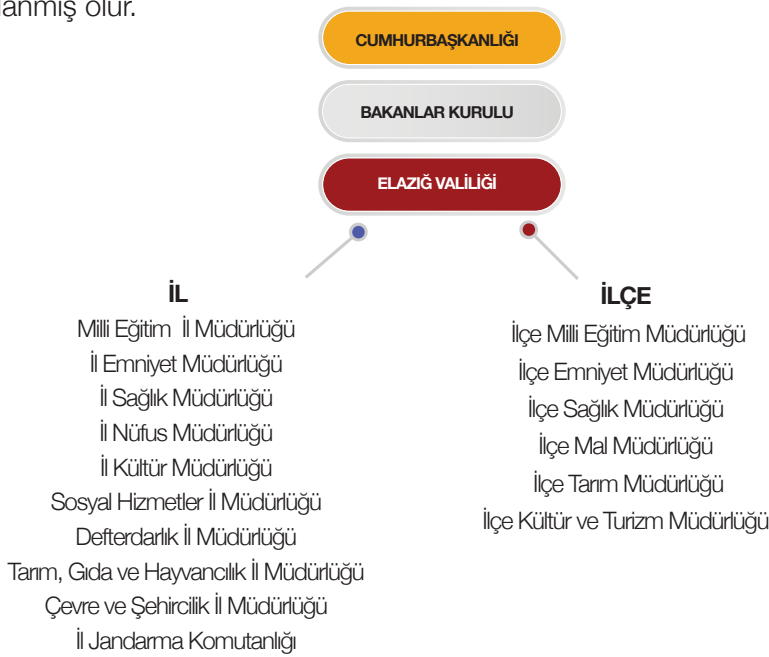 lanmış olur.
CUMHURBAŞKANLIĞI
BAKANLAR KURULU
ELAZIĞ VALİLİĞİ
İL
Milli Eğitim İl Müdürlüğü
İl Emniyet Müdürlüğü
İl Sağlık Müdürlüğü
İl Nüfus Müdürlüğü
İl Kültür Müdürlüğü
Sosyal Hizmetler İl Müdürlüğü
Defterdarlık İl Müdürlüğü
Tarım, Gıda ve Hayvancılık İl Müdürlüğü
Çevre ve Şehircilik İl Müdürlüğü
İl Jandarma Komutanlığı
İLÇE
İlçe Milli Eğitim Müdürlüğü
İlçe Emniyet Müdürlüğü
İlçe Sağlık Müdürlüğü
İlçe Mal Müdürlüğü
İlçe Tarım Müdürlüğü
İlçe Kültür ve Turizm Müdürlüğü